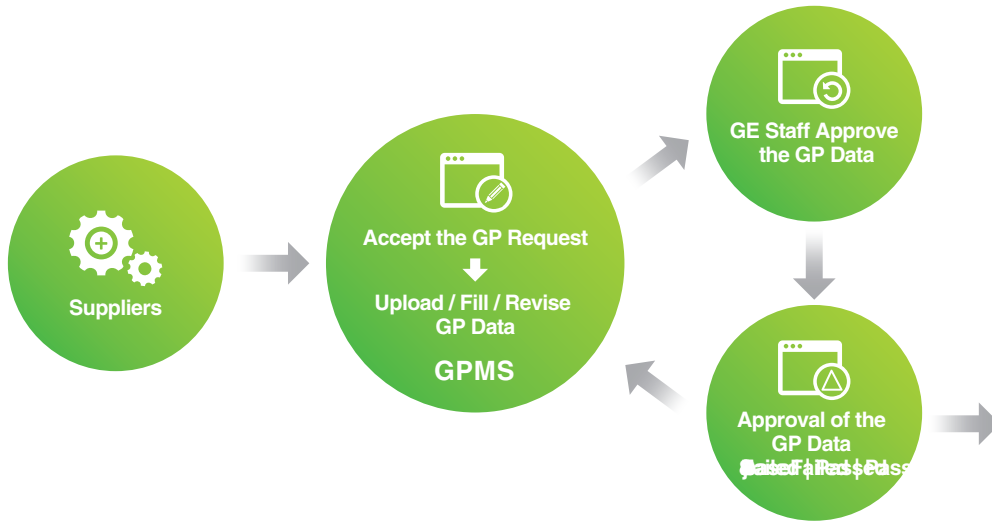 Suppliers
Accept the GP Request
Upload / Fill / Revise
GP Data
GPMS
GE Staff Approve
the GP Data
Approval of the
GP Data